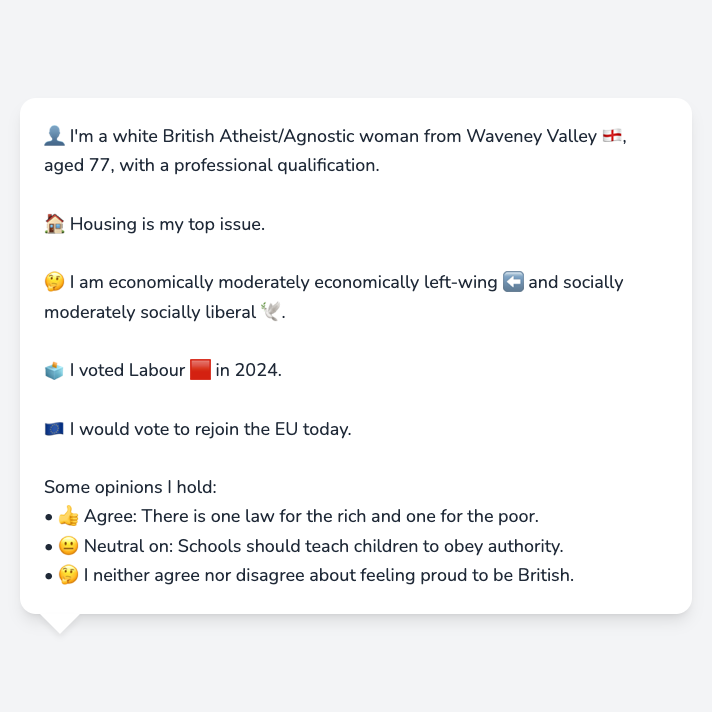 👤 I'm a white British Atheist/Agnostic woman from Waveney Valley 🏴󠁧󠁢󠁥󠁮󠁧󠁿,
aged 77, with a professional qualification.
🏠 Housing is my top issue.
🤔 I am economically moderately economically left-wing ⬅️ and socially
moderately socially liberal 🕊️.
🗳️ I voted Labour 🟥 in 2024.
🇪🇺 I would vote to rejoin the EU today.
Some opinions I hold:
• 👍 Agree: There is one law for the rich and one for the poor.
• 😐 Neutral on: Schools should teach children to obey authority.
• 🤔 I neither agree nor disagree about feeling proud to be British.